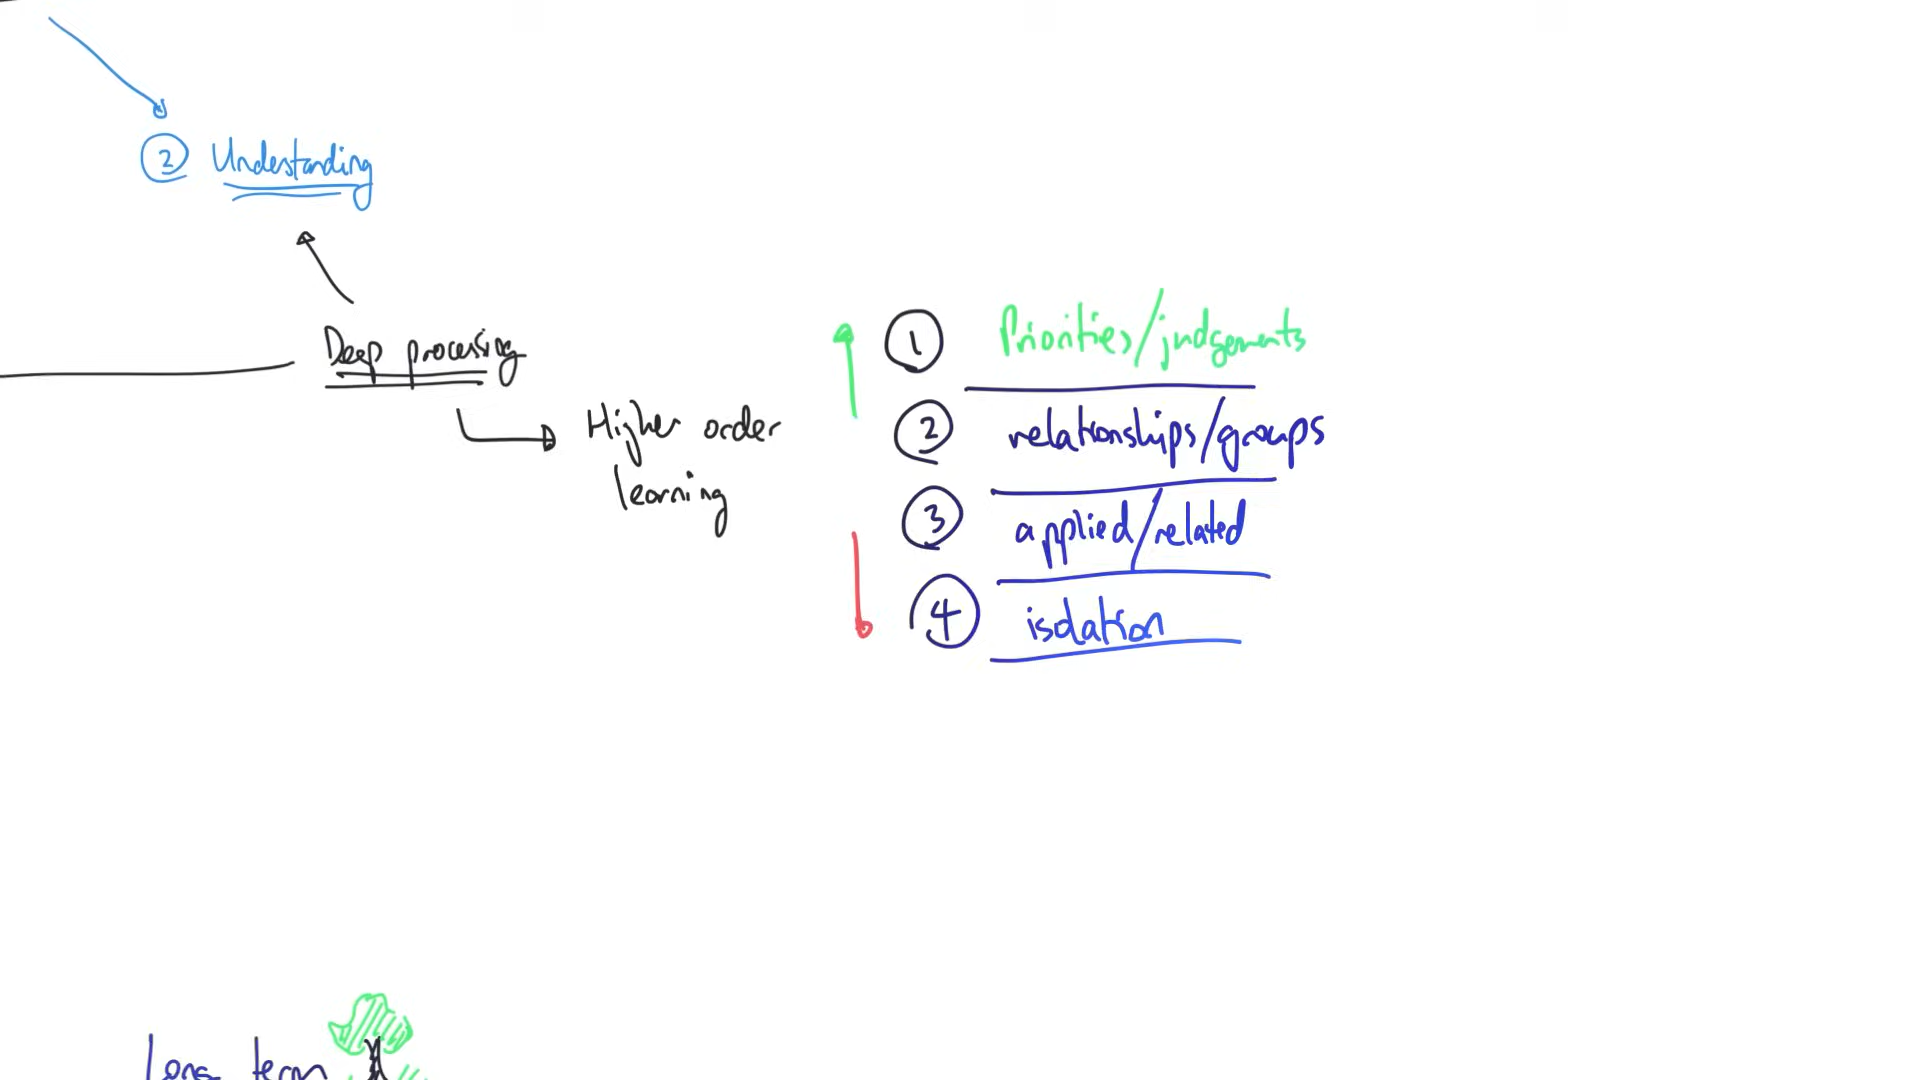 ② Understanding
Deep processing
Higher order
learning
① Priorities/judgements
② relationships/groups
③ applied/related
④ isolation
Long term